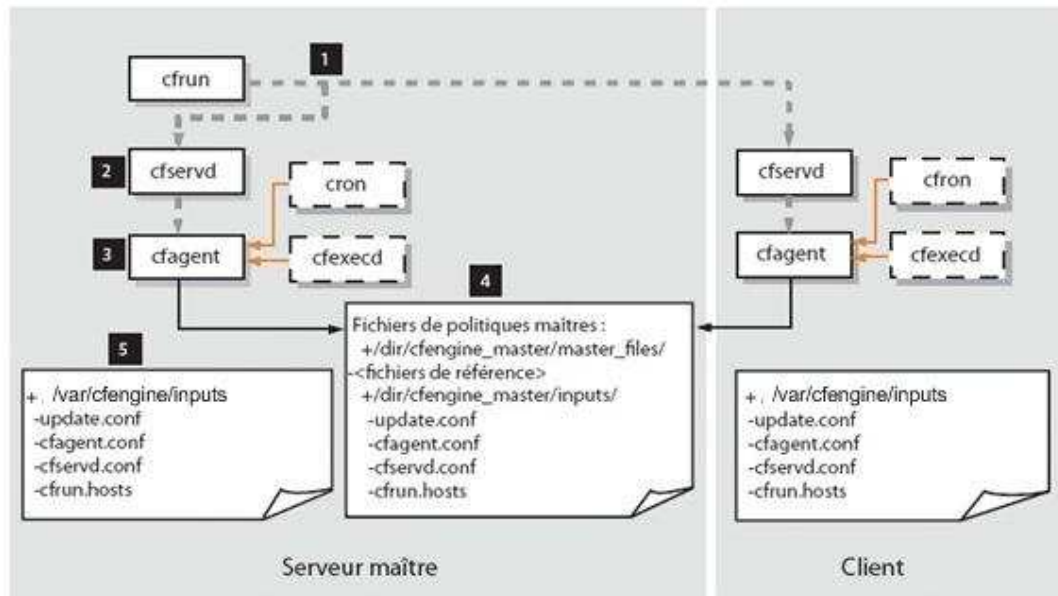 1
cfrun
2
cfservd
cron
3
cfagent
cfexecd
4
Fichiers de politiques maîtres :
+/dir/cfengine_master/master_files/
-<fichiers de référence>
+/dir/cfengine_master/inputs/
-update.conf
-cfagent.conf
-cfservd.conf
-cfrun.hosts
5
+ . /var/cfengine/inputs
-update.conf
-cfagent.conf
-cfservd.conf
-cfrun.hosts
Serveur maître
cfservd
cfron
cfagent
cfexecd
+ . /var/cfengine/inputs
-update.conf
-cfagent.conf
-cfservd.conf
-cfrun.hosts
Client